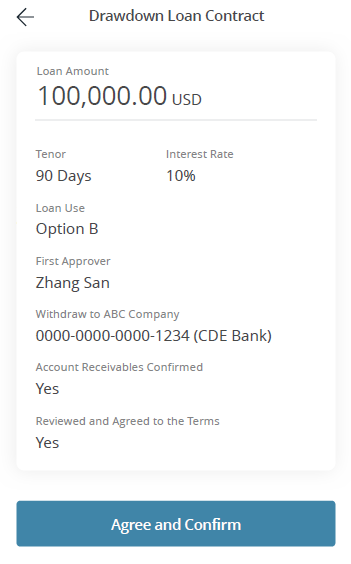 Drawdown Loan Contract
Loan Amount
100,000.00 USD
Tenor Interest Rate
90 Days 10%
Loan Use
Option B
First Approver
Zhang San
Withdraw to ABC Company
0000-0000-0000-1234 (CDE Bank)
Account Receivables Confirmed
Yes
Reviewed and Agreed to the Terms
Yes
Agree and Confirm